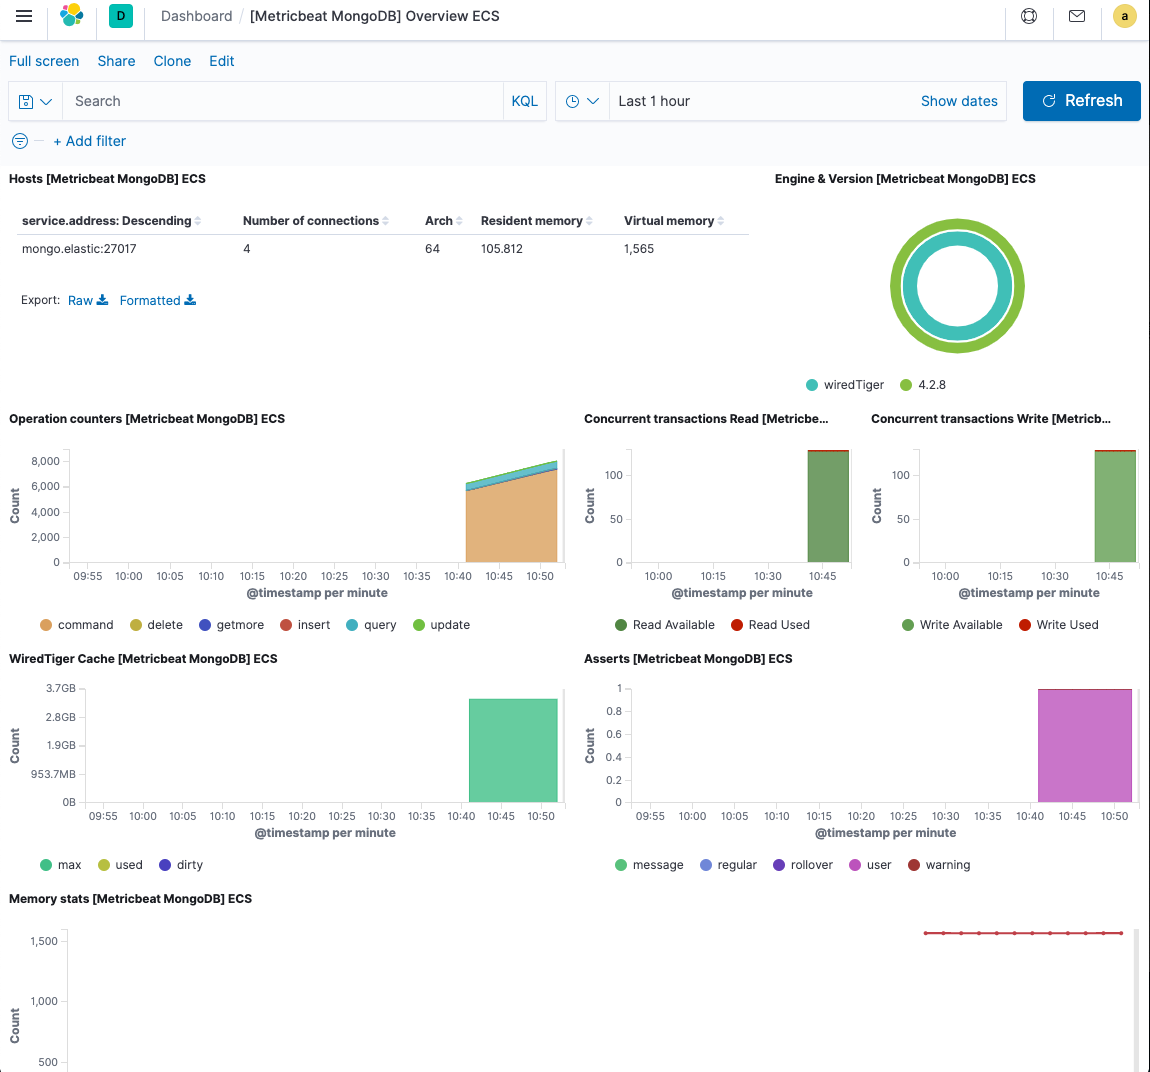 D Dashboard / [Metricbeat MongoDB] Overview ECS a
Full screen Share Clone Edit
Search KQL Last 1 hour Show dates Refresh
+ Add filter
Hosts [Metricbeat MongoDB] ECS
service.address: Descending Number of connections Arch Resident memory Virtual memory
mongo.elastic:27017 4 64 105.812 1,565
Export: Raw Formatted
Engine & Version [Metricbeat MongoDB] ECS
wiredTiger 4.2.8
Operation counters [Metricbeat MongoDB] ECS
Count
8,000
6,000
4,000
2,000
0
09:55 10:00 10:05 10:10 10:15 10:20 10:25 10:30 10:35 10:40 10:45 10:50
@timestamp per minute
command delete getmore insert query update
Concurrent transactions Read [Metricbe...
Count
100
50
0
10:00 10:15 10:30 10:45
@timestamp per minute
Read Available Read Used
Concurrent transactions Write [Metricb...
Count
100
50
0
10:00 10:15 10:30 10:45
@timestamp per minute
Write Available Write Used
WiredTiger Cache [Metricbeat MongoDB] ECS
Count
3.7GB
2.8GB
1.9GB
953.7MB
0B
09:55 10:00 10:05 10:10 10:15 10:20 10:25 10:30 10:35 10:40 10:45 10:50
@timestamp per minute
max used dirty
Asserts [Metricbeat MongoDB] ECS
Count
1
0.8
0.6
0.4
0.2
0
09:55 10:00 10:05 10:10 10:15 10:20 10:25 10:30 10:35 10:40 10:45 10:50
@timestamp per minute
message regular rollover user warning
Memory stats [Metricbeat MongoDB] ECS
Count
1,500
1,000
500